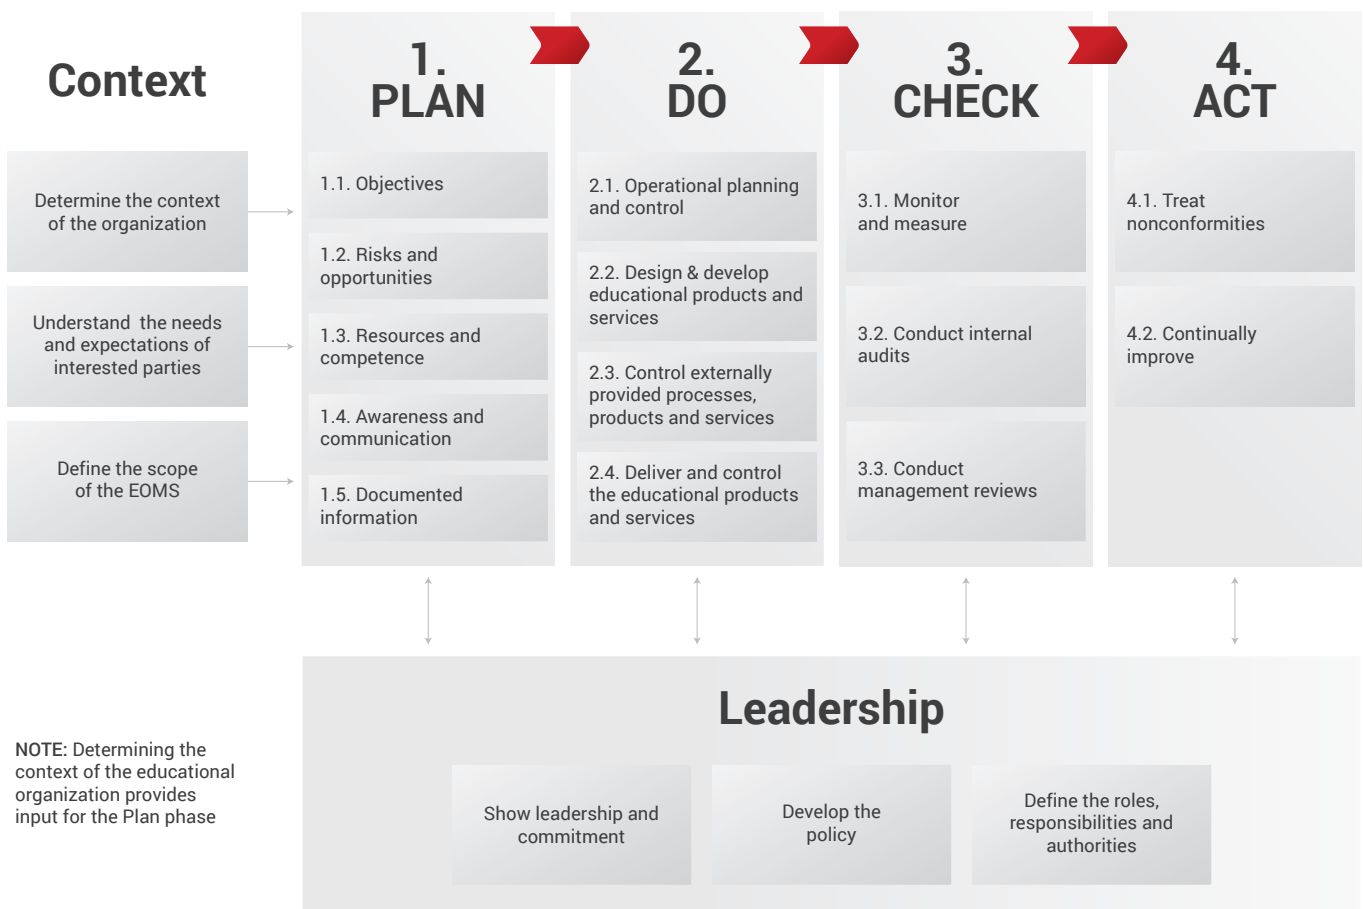 Context
Determine the context
of the organization
Understand  the needs
and expectations of
interested parties
Define the scope
of the EOMS
1.
PLAN
1.1. Objectives
1.2. Risks and
opportunities
1.3. Resources and
competence
1.4. Awareness and
communication
1.5. Documented
information
2.
DO
2.1. Operational planning
and control
2.2. Design & develop
educational products and
services
2.3. Control externally
provided processes,
products and services
2.4. Deliver and control
the educational products
and services
3.
CHECK
3.1. Monitor
and measure
3.2. Conduct internal
audits
3.3. Conduct
management reviews
4.
ACT
4.1. Treat
nonconformities
4.2. Continually
improve
NOTE: Determining the
context of the educational
organization provides
input for the Plan phase
Leadership
Show leadership and
commitment
Develop the
policy
Define the roles,
responsibilities and
authorities